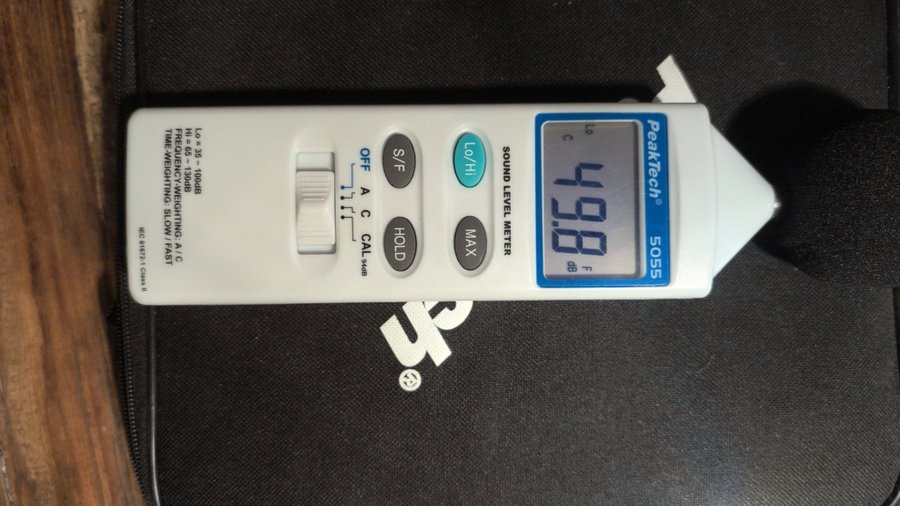 PeakTech® 5055
Lo
C
49.8
F
dB
SOUND LEVEL METER
Lo/Hi
MAX
S/F
HOLD
OFF A C CAL 94dB
Lo = 35 ~ 100dB
Hi = 65 ~ 130dB
FREQUENCY-WEIGHTING: A / C
TIME-WEIGHTING: SLOW / FAST
IEC 61672-1 Class II
h®